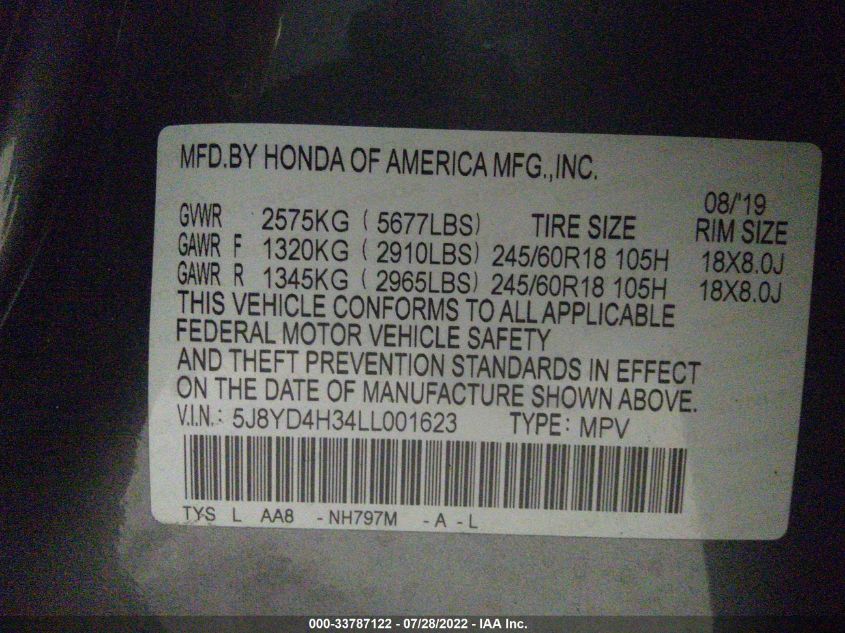 MFD.BY HONDA OF AMERICA MFG.,INC.
08/'19
GVWR 2575KG ( 5677LBS) TIRE SIZE RIM SIZE
GAWR F 1320KG ( 2910LBS) 245/60R18 105H 18X8.0J
GAWR R 1345KG ( 2965LBS) 245/60R18 105H 18X8.0J
THIS VEHICLE CONFORMS TO ALL APPLICABLE
FEDERAL MOTOR VEHICLE SAFETY
AND THEFT PREVENTION STANDARDS IN EFFECT
ON THE DATE OF MANUFACTURE SHOWN ABOVE.
V.I.N.: 5J8YD4H34LL001623 TYPE: MPV
TYS L AA8 - NH797M - A - L
000-33787122 - 07/28/2022 - IAA Inc.